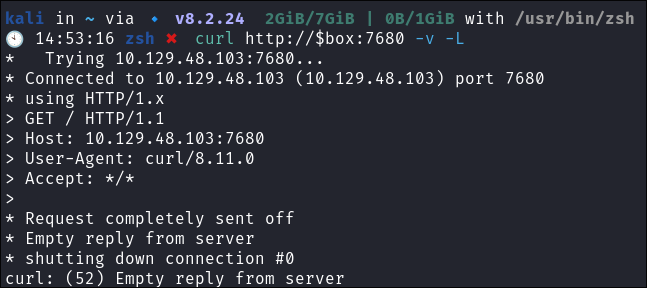 kali in ~ via 🔹 v8.2.24 2GiB/7GiB | 0B/1GiB with /usr/bin/zsh
🕙 14:53:16 zsh ✖ curl http://$box:7680 -v -L
*   Trying 10.129.48.103:7680...
* Connected to 10.129.48.103 (10.129.48.103) port 7680
* using HTTP/1.x
> GET / HTTP/1.1
> Host: 10.129.48.103:7680
> User-Agent: curl/8.11.0
> Accept: */*
>
* Request completely sent off
* Empty reply from server
* shutting down connection #0
curl: (52) Empty reply from server